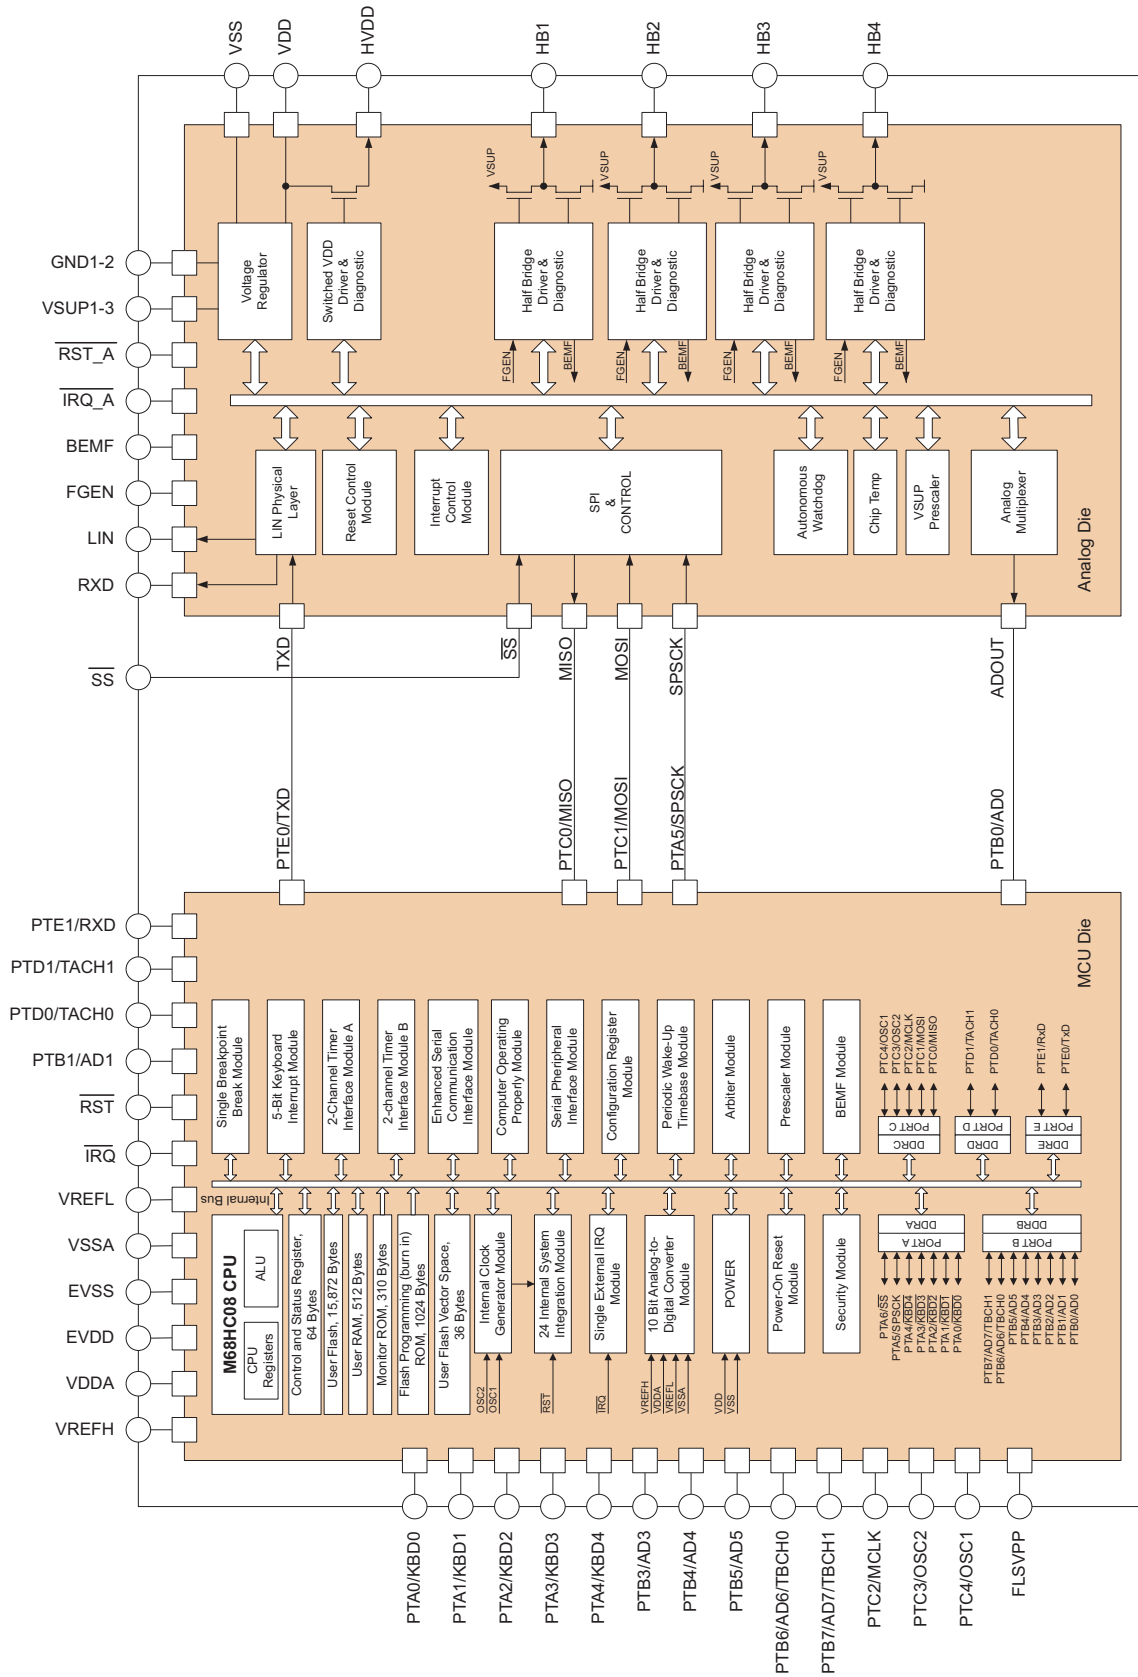 VSS
VDD
HVDD
HB1
HB2
HB3
HB4
GND1-2
VSUP1-3
RST_A
IRQ_A
BEMF
FGEN
LIN
RXD
SS
PTE1/RXD
PTD1/TACH1
PTD0/TACH0
PTB1/AD1
RST
IRQ
VREFL
VSSA
EVSS
EVDD
VDDA
VREFH
Voltage
Regulator
Switched VDD
Driver &
Diagnostic
Half Bridge
Driver &
Diagnostic
VSUP
FGEN
BEMF
Half Bridge
Driver &
Diagnostic
VSUP
FGEN
BEMF
Half Bridge
Driver &
Diagnostic
VSUP
FGEN
BEMF
Half Bridge
Driver &
Diagnostic
VSUP
FGEN
BEMF
LIN Physical
Layer
Reset Control
Module
Interrupt
Control
Module
SPI
&
CONTROL
Autonomous
Watchdog
Chip Temp
VSUP
Prescaler
Analog
Multiplexer
Analog Die
TXD
SS
MISO
MOSI
SPSCK
ADOUT
PTE0/TXD
PTC0/MISO
PTC1/MOSI
PTA5/SPSCK
PTB0/AD0
MCU Die
Single Breakpoint
Break Module
5-Bit Keyboard
Interrupt Module
2-Channel Timer
Interface Module A
2-channel Timer
Interface Module B
Enhanced Serial
Communication
Interface Module
Computer Operating
Properly Module
Serial Pheripheral
Interface Module
Configuration Register
Module
Periodic Wake-Up
Timebase Module
Arbiter Module
Prescaler Module
BEMF Module
PTC4/OSC1
PTC3/OSC2
PTC2/MCLK
PTC1/MOSI
PTC0/MISO
PORT C
DDRC
PTD1/TACH1
PTD0/TACH0
PORT D
DDRD
PTE1/RxD
PTE0/TxD
PORT E
DDRE
Internal Bus
M68HC08 CPU
CPU
Registers
ALU
Control and Status Register,
64 Bytes
User Flash, 15,872 Bytes
User RAM, 512 Bytes
Monitor ROM, 310 Bytes
Flash Programming (burn in)
ROM, 1024 Bytes
User Flash Vector Space,
36 Bytes
Internal Clock
Generator Module
OSC2
OSC1
24 Internal System
Integration Module
RST
Single External IRQ
Module
IRQ
10 Bit Analog-to-
Digital Converter
Module
VREFH
VDDA
VREFL
VSSA
POWER
VDD
VSS
Power-On Reset
Module
Security Module
DDRA
PORT A
PTA6/SS
PTA5/SPSCK
PTA4/KBD4
PTA3/KBD3
PTA2/KBD2
PTA1/KBD1
PTA0/KBD0
DDRB
PORT B
PTB7/AD7/TBCH1
PTB6/AD6/TBCH0
PTB5/AD5
PTB4/AD4
PTB3/AD3
PTB2/AD2
PTB1/AD1
PTB0/AD0
PTA0/KBD0
PTA1/KBD1
PTA2/KBD2
PTA3/KBD3
PTA4/KBD4
PTB3/AD3
PTB4/AD4
PTB5/AD5
PTB6/AD6/TBCH0
PTB7/AD7/TBCH1
PTC2/MCLK
PTC3/OSC2
PTC4/OSC1
FLSVPP